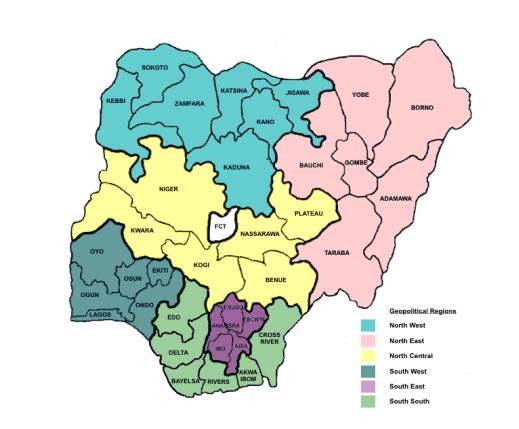 SOKOTO
KATSINA
JIGAWA
YOBE
BORNO
KEBBI
ZAMFARA
KANO
KADUNA
BAUCHI
GOMBE
ADAMAWA
NIGER
PLATEAU
FCT
NASSARAWA
KWARA
TARABA
OYO
KOGI
BENUE
OSUN
EKITI
OGUN
ONDO
LAGOS
EDO
ENUGU
EBONYI
ANAMBRA
IMO
ABIA
CROSS
RIVER
DELTA
BAYELSA
RIVERS
AKWA
IBOM
Geopolitical Regions
North West
North East
North Central
South West
South East
South South